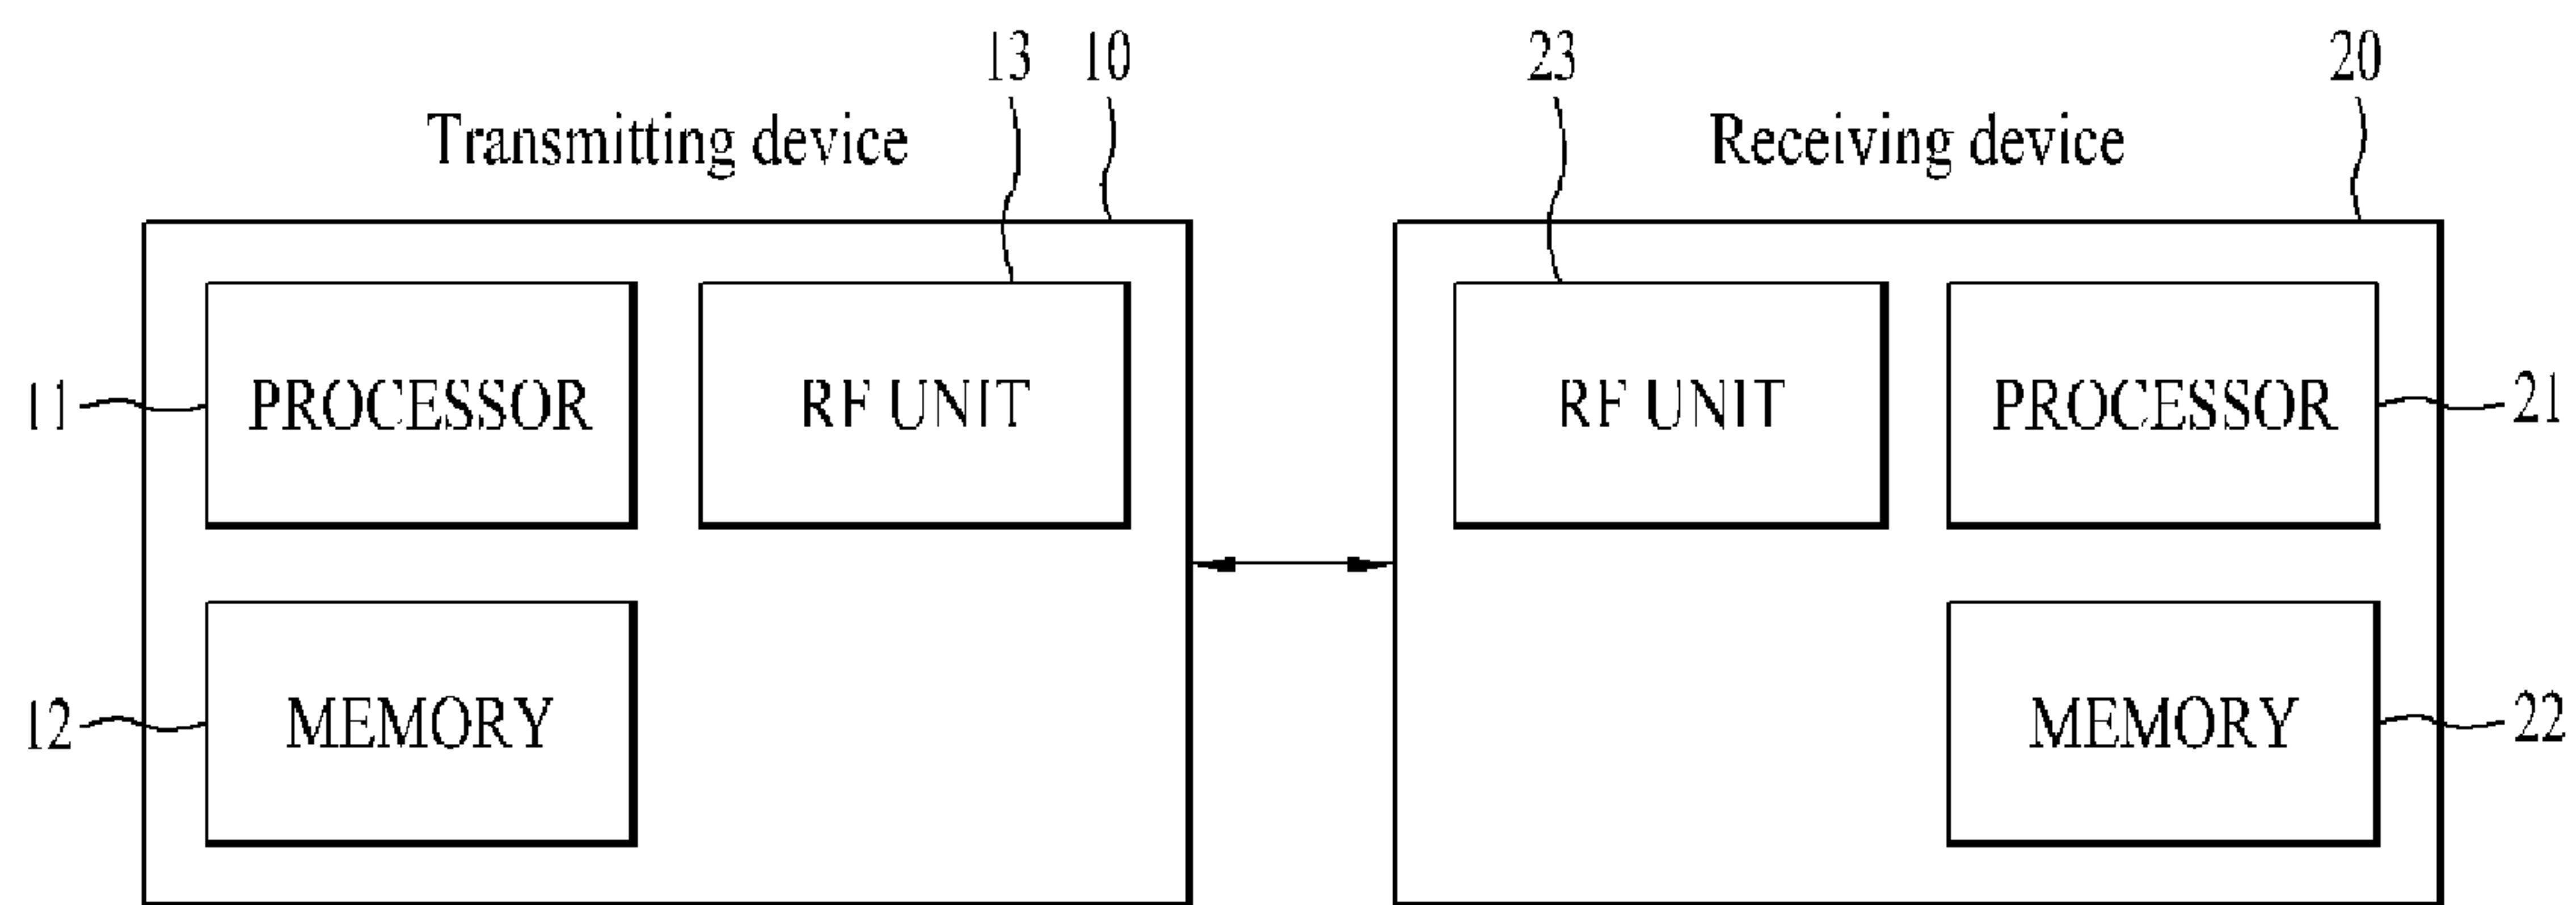 13 10 23 20
Transmitting device Receiving device
11 PROCESSOR RF UNIT RF UNIT PROCESSOR 21
12 MEMORY MEMORY 22